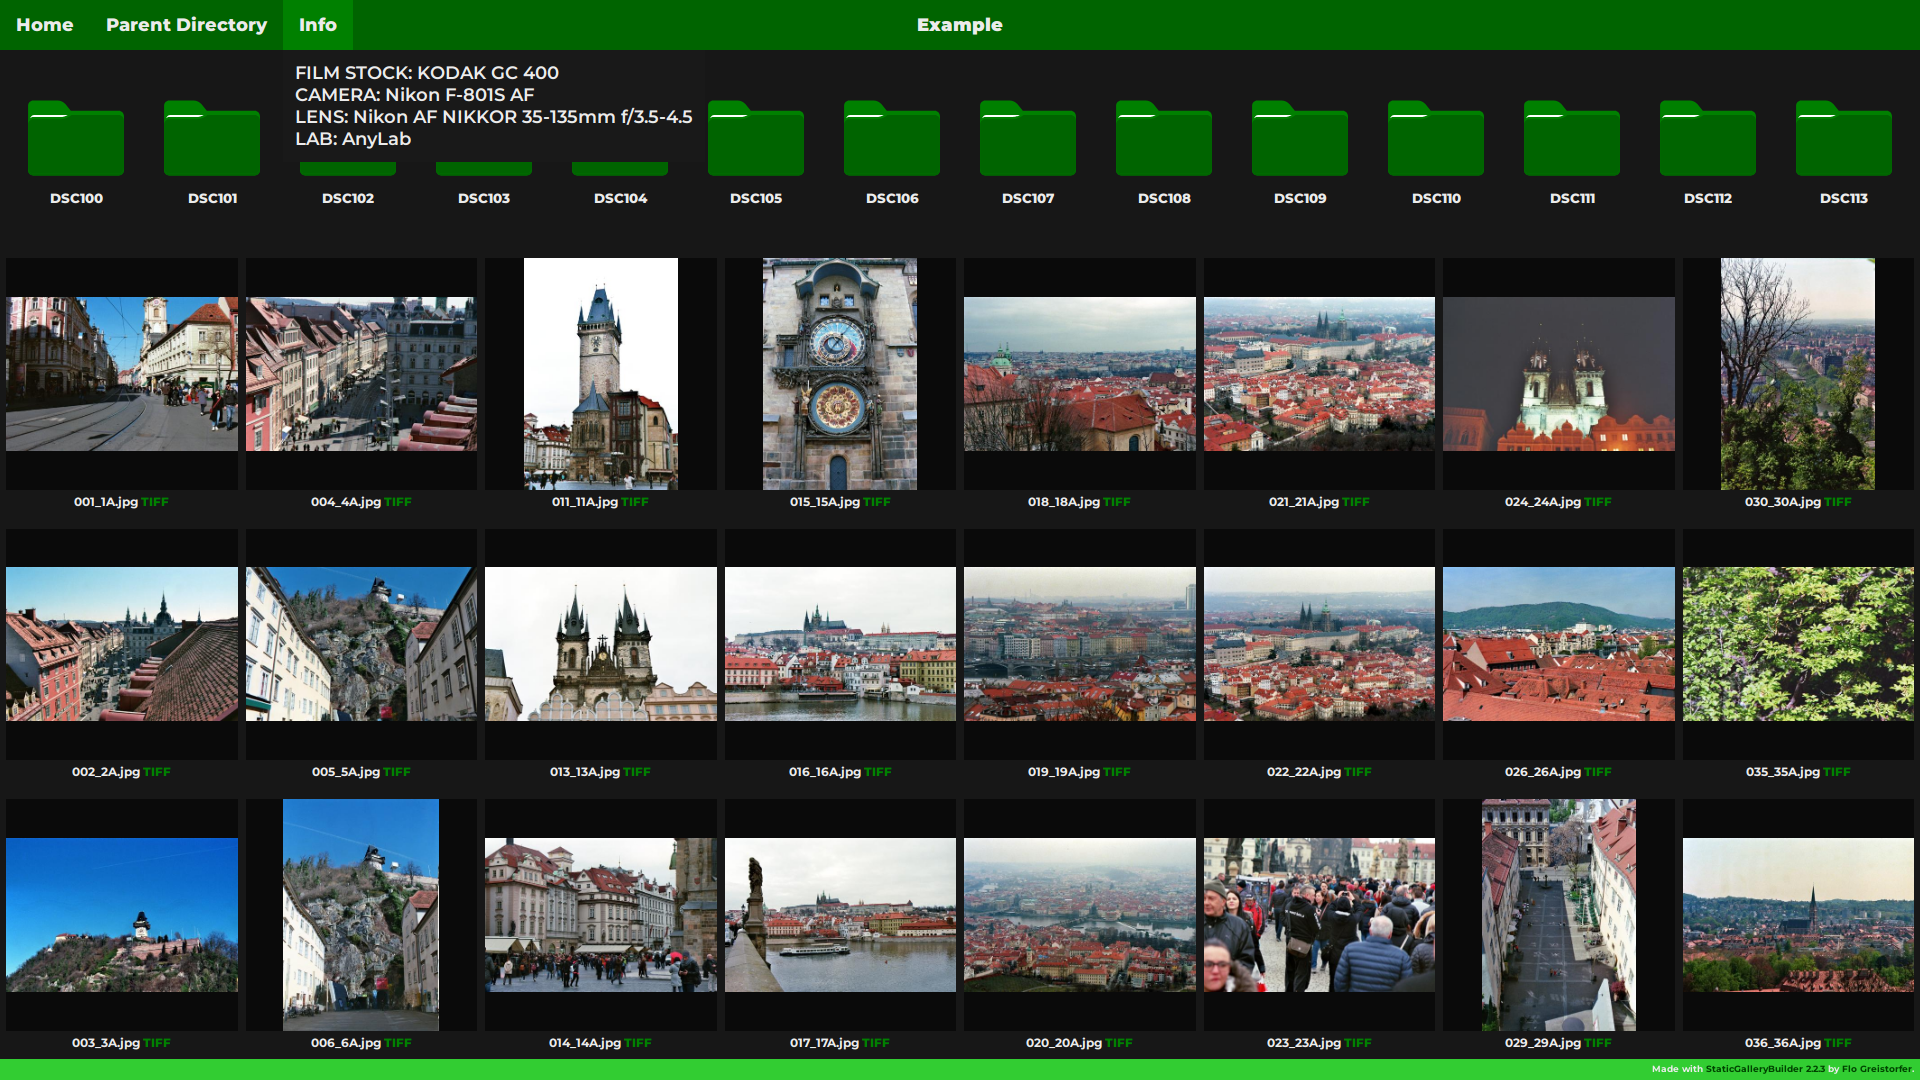 Home Parent Directory Info Example
FILM STOCK: KODAK GC 400
CAMERA: Nikon F-801S AF
LENS: Nikon AF NIKKOR 35-135mm f/3.5-4.5
LAB: AnyLab
DSC100 DSC101 DSC102 DSC103 DSC104 DSC105 DSC106 DSC107 DSC108 DSC109 DSC110 DSC111 DSC112 DSC113
001_1A.jpg TIFF 004_4A.jpg TIFF 011_11A.jpg TIFF 015_15A.jpg TIFF 018_18A.jpg TIFF 021_21A.jpg TIFF 024_24A.jpg TIFF 030_30A.jpg TIFF
002_2A.jpg TIFF 005_5A.jpg TIFF 013_13A.jpg TIFF 016_16A.jpg TIFF 019_19A.jpg TIFF 022_22A.jpg TIFF 026_26A.jpg TIFF 035_35A.jpg TIFF
003_3A.jpg TIFF 006_6A.jpg TIFF 014_14A.jpg TIFF 017_17A.jpg TIFF 020_20A.jpg TIFF 023_23A.jpg TIFF 029_29A.jpg TIFF 036_36A.jpg TIFF
Made with StaticGalleryBuilder 2.2.3 by Flo Greistorfer.